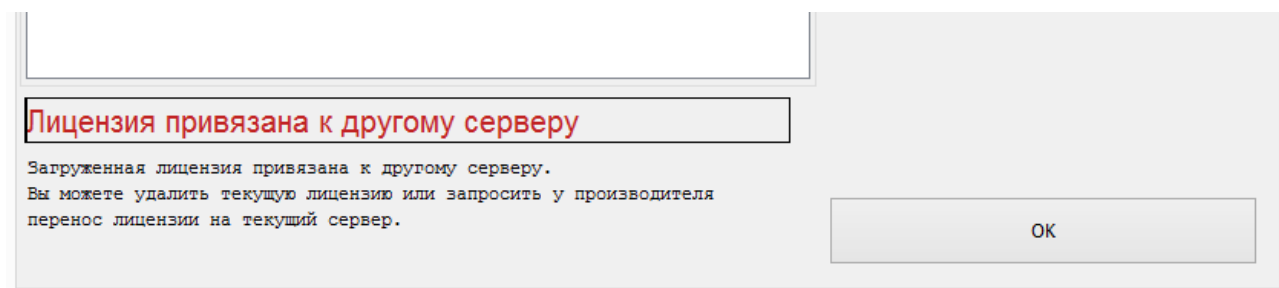 Лицензия привязана к другому серверу
Загруженная лицензия привязана к другому серверу.
Вы можете удалить текущую лицензию или запросить у производителя
перенос лицензии на текущий сервер.
OK